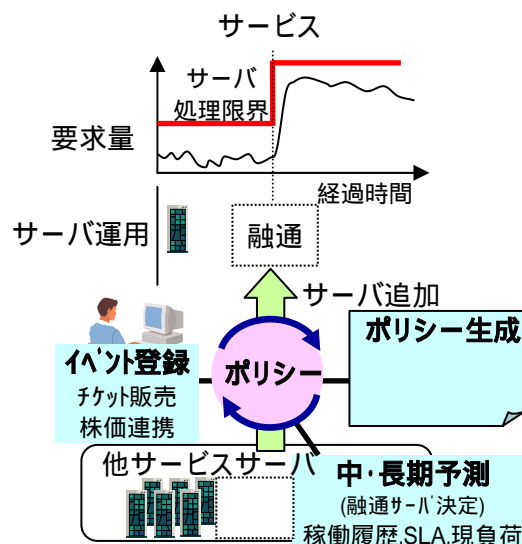 サービス
サーバ
処理限界
要求量
経過時間
サーバ運用
融通
サーバ追加
ポリシー生成
イベント登録
チケット販売
株価連携
ポリシー
他サービスサーバ
中・長期予測
(融通サーバ決定)
稼働履歴,SLA,現負荷